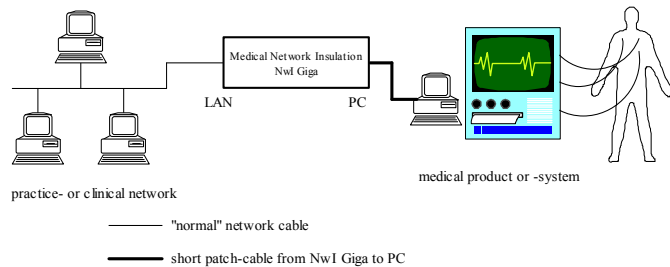 Medical Network Insulation
NwI Giga
LAN
PC
practice- or clinical network
medical product or -system
"normal" network cable
short patch-cable from NwI Giga to PC